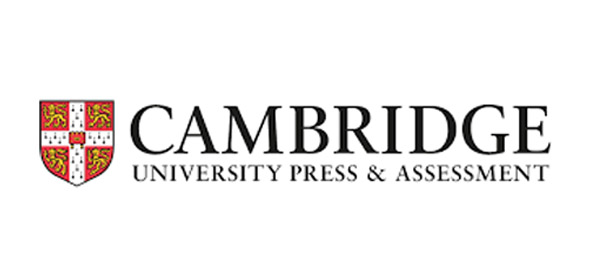 CAMBRIDGE
UNIVERSITY PRESS & ASSESSMENT